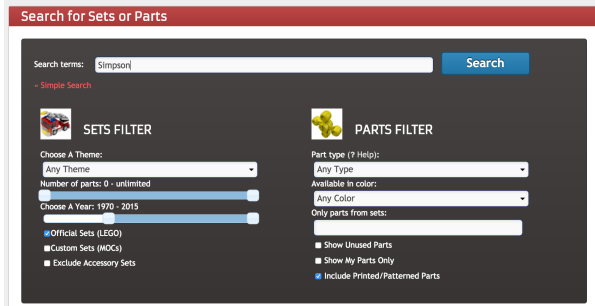 Search for Sets or Parts
Search terms: Simpson Search
- Simple Search
SETS FILTER
Choose A Theme:
Any Theme
Number of parts: 0 - unlimited
Choose A Year: 1970 - 2015
Official Sets (LEGO)
Custom Sets (MOCs)
Exclude Accessory Sets
PARTS FILTER
Part type (? Help):
Any Type
Available in color:
Any Color
Only parts from sets:
Show Unused Parts
Show My Parts Only
Include Printed/Patterned Parts